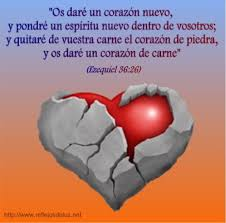 "Os daré un corazón nuevo,
y pondré un espíritu nuevo dentro de vosotros;
y quitaré de vuestra carne el corazón de piedra,
y os daré un corazón de carne"
(Ezequiel 36:26)